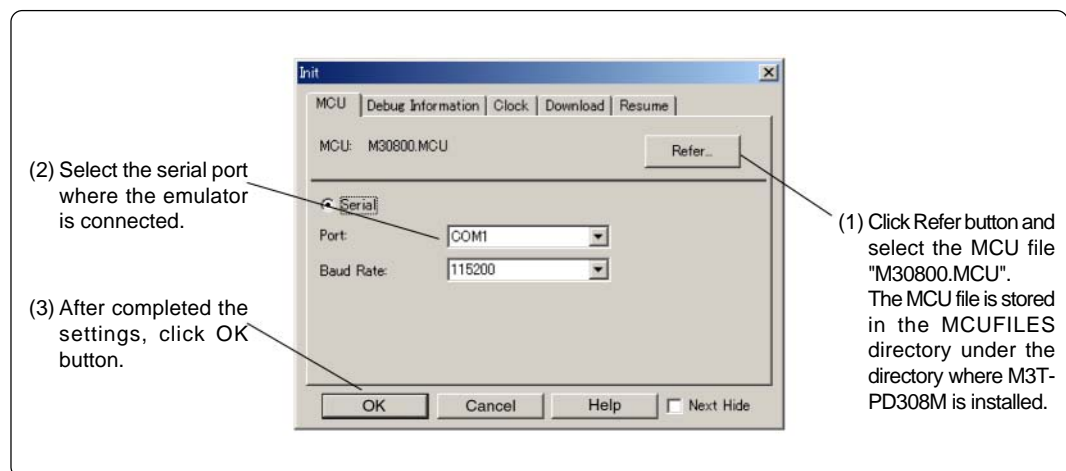 Init
MCU Debug Information Clock Download Resume
MCU: M30800.MCU
Refer...
Serial
Port: COM1
Baud Rate: 115200
OK Cancel Help Next Hide
(1) Click Refer button and
select the MCU file
"M30800.MCU".
The MCU file is stored
in the MCUFILES
directory under the
directory where M3T-
PD308M is installed.
(2) Select the serial port
where the emulator
is connected.
(3) After completed the
settings, click OK
button.